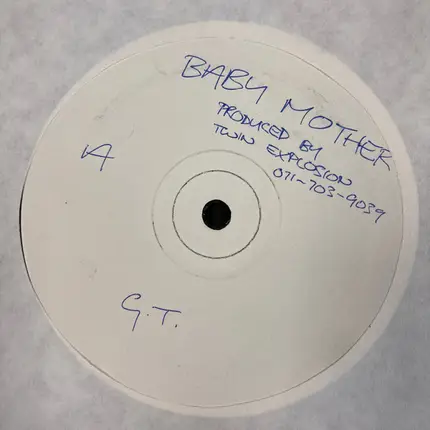 BABY MOTHER
PRODUCED BY
TWIN EXPLOSION
071-703-9039
A
G.T.